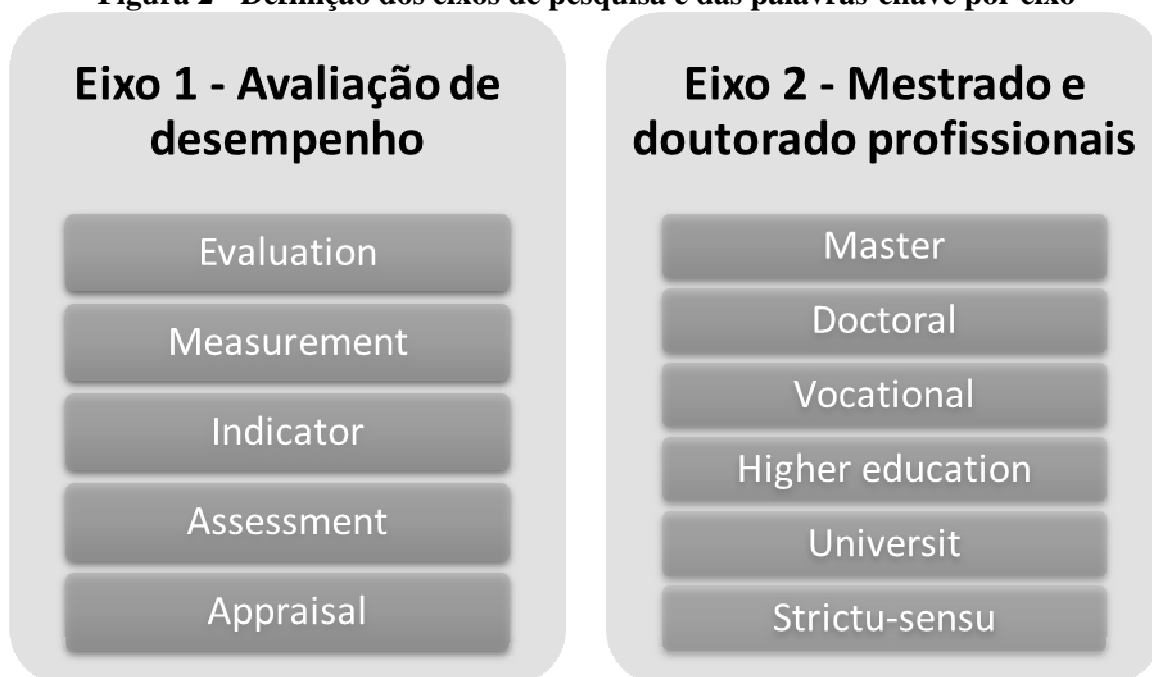 Figura 2 - Definição dos eixos de pesquisa e das palavras-chave por eixo
Eixo 1 - Avaliação de
desempenho
Evaluation
Measurement
Indicator
Assessment
Appraisal
Eixo 2 - Mestrado e
doutorado profissionais
Master
Doctoral
Vocational
Higher education
Universit
Strictu-sensu